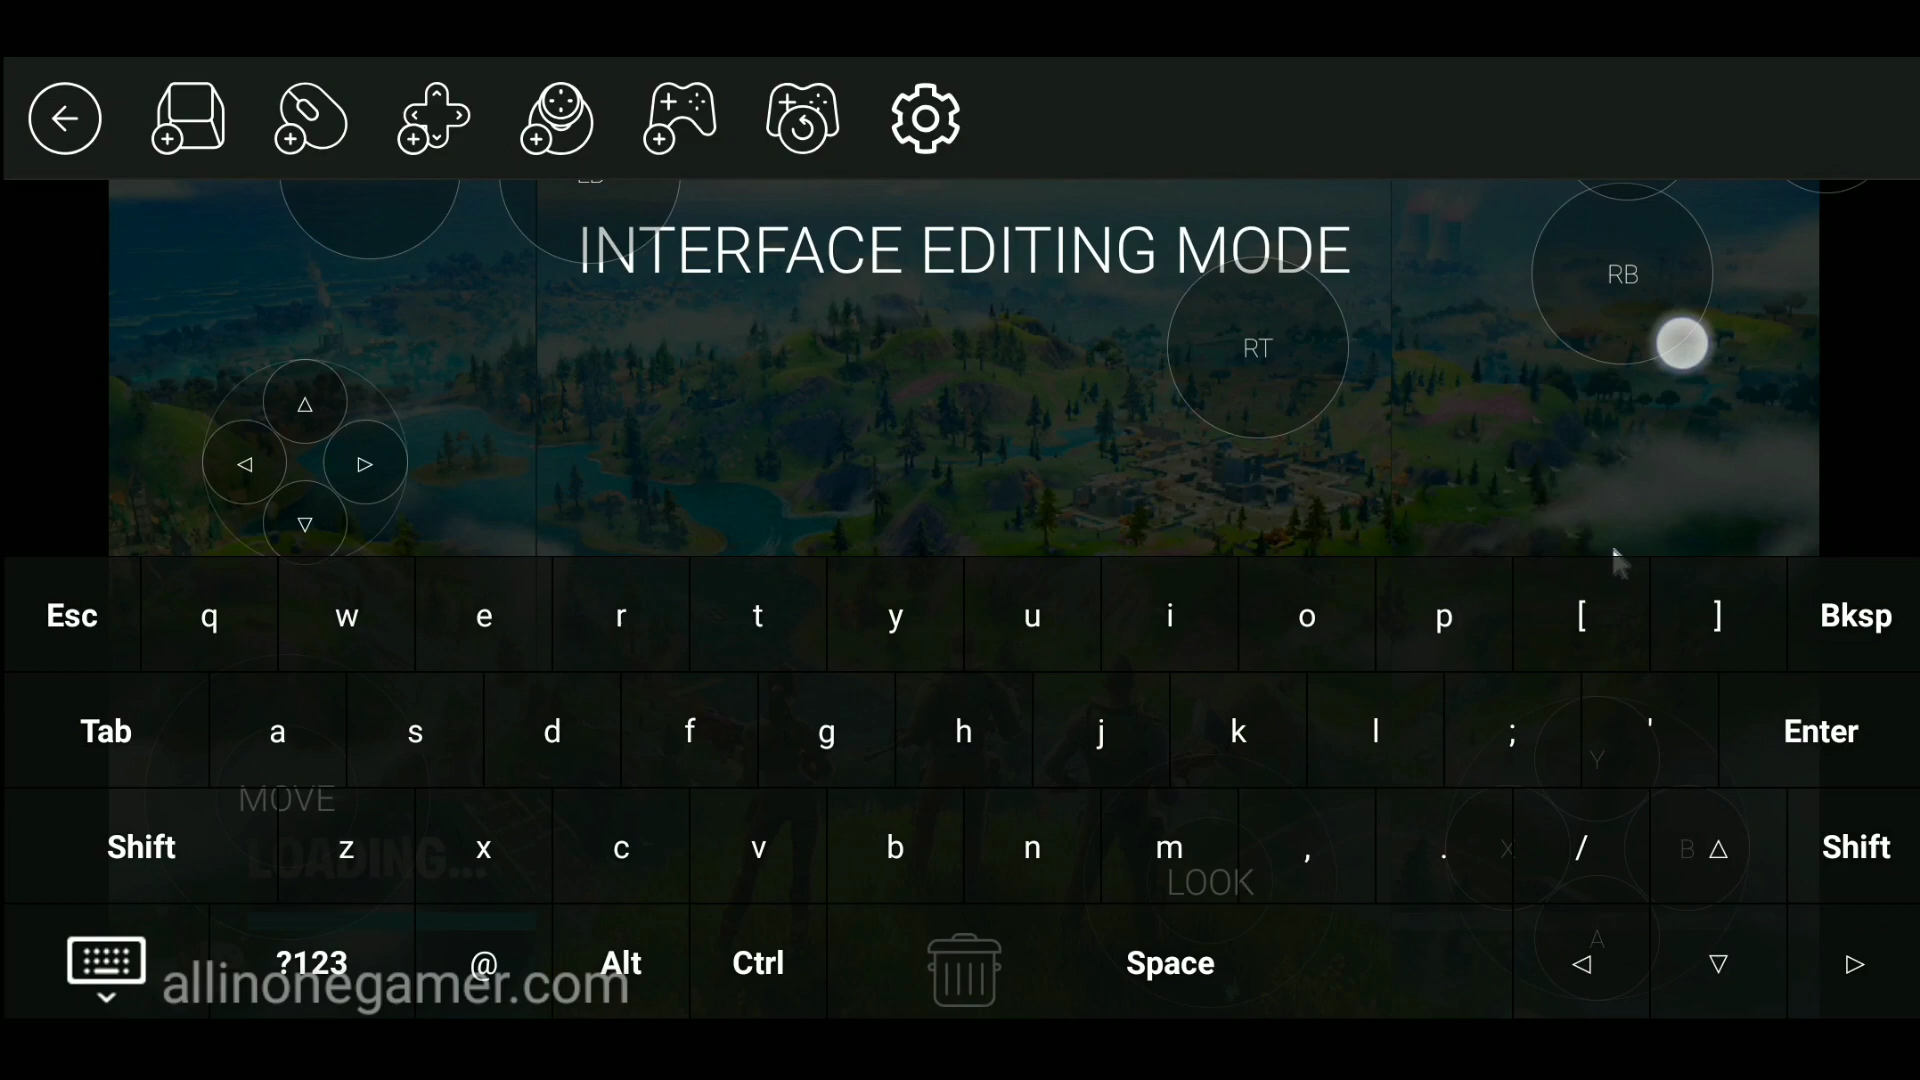 INTERFACE EDITING MODE
RB
RT
Esc q w e r t y u i o p [ ] Bksp
Tab a s d f g h j k l ; ' Enter
Y
MOVE
Shift z x c v b n m , . X / B Shift
LOADING...
LOOK
A
?123 @ Alt Ctrl Space
allinonegamer.com